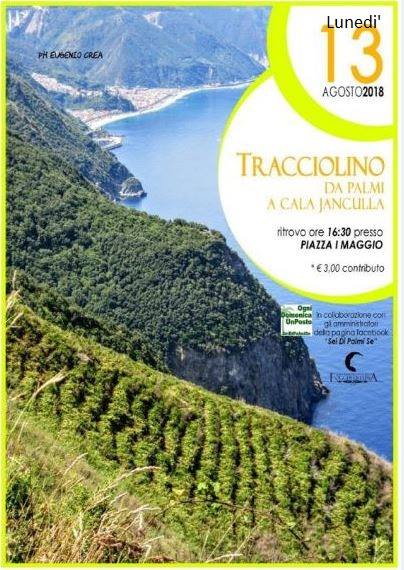 Lunedi'
13
AGOSTO2018
PH EUGENIO CREA
TRACCIOLINO
DA PALMI
A CALA JANCULLA
ritrovo ore 16:30 presso
PIAZZA I MAGGIO
* € 3,00 contributo
Ogni
Domenica
UnPosto
In collaborazione con
gli amministratori
della pagina facebook
"Sei Di Palmi Se"